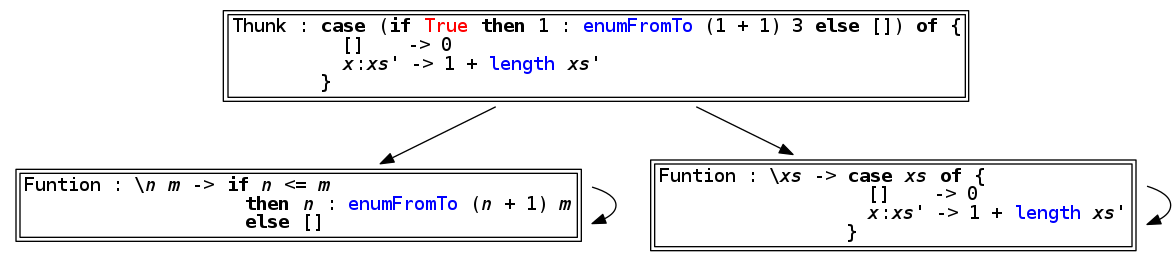 Thunk : case (if True then 1 : enumFromTo (1 + 1) 3 else []) of {
[] -> 0
x:xs' -> 1 + length xs'
}
Funtion : \n m -> if n <= m
then n : enumFromTo (n + 1) m
else []
Funtion : \xs -> case xs of {
[] -> 0
x:xs' -> 1 + length xs'
}